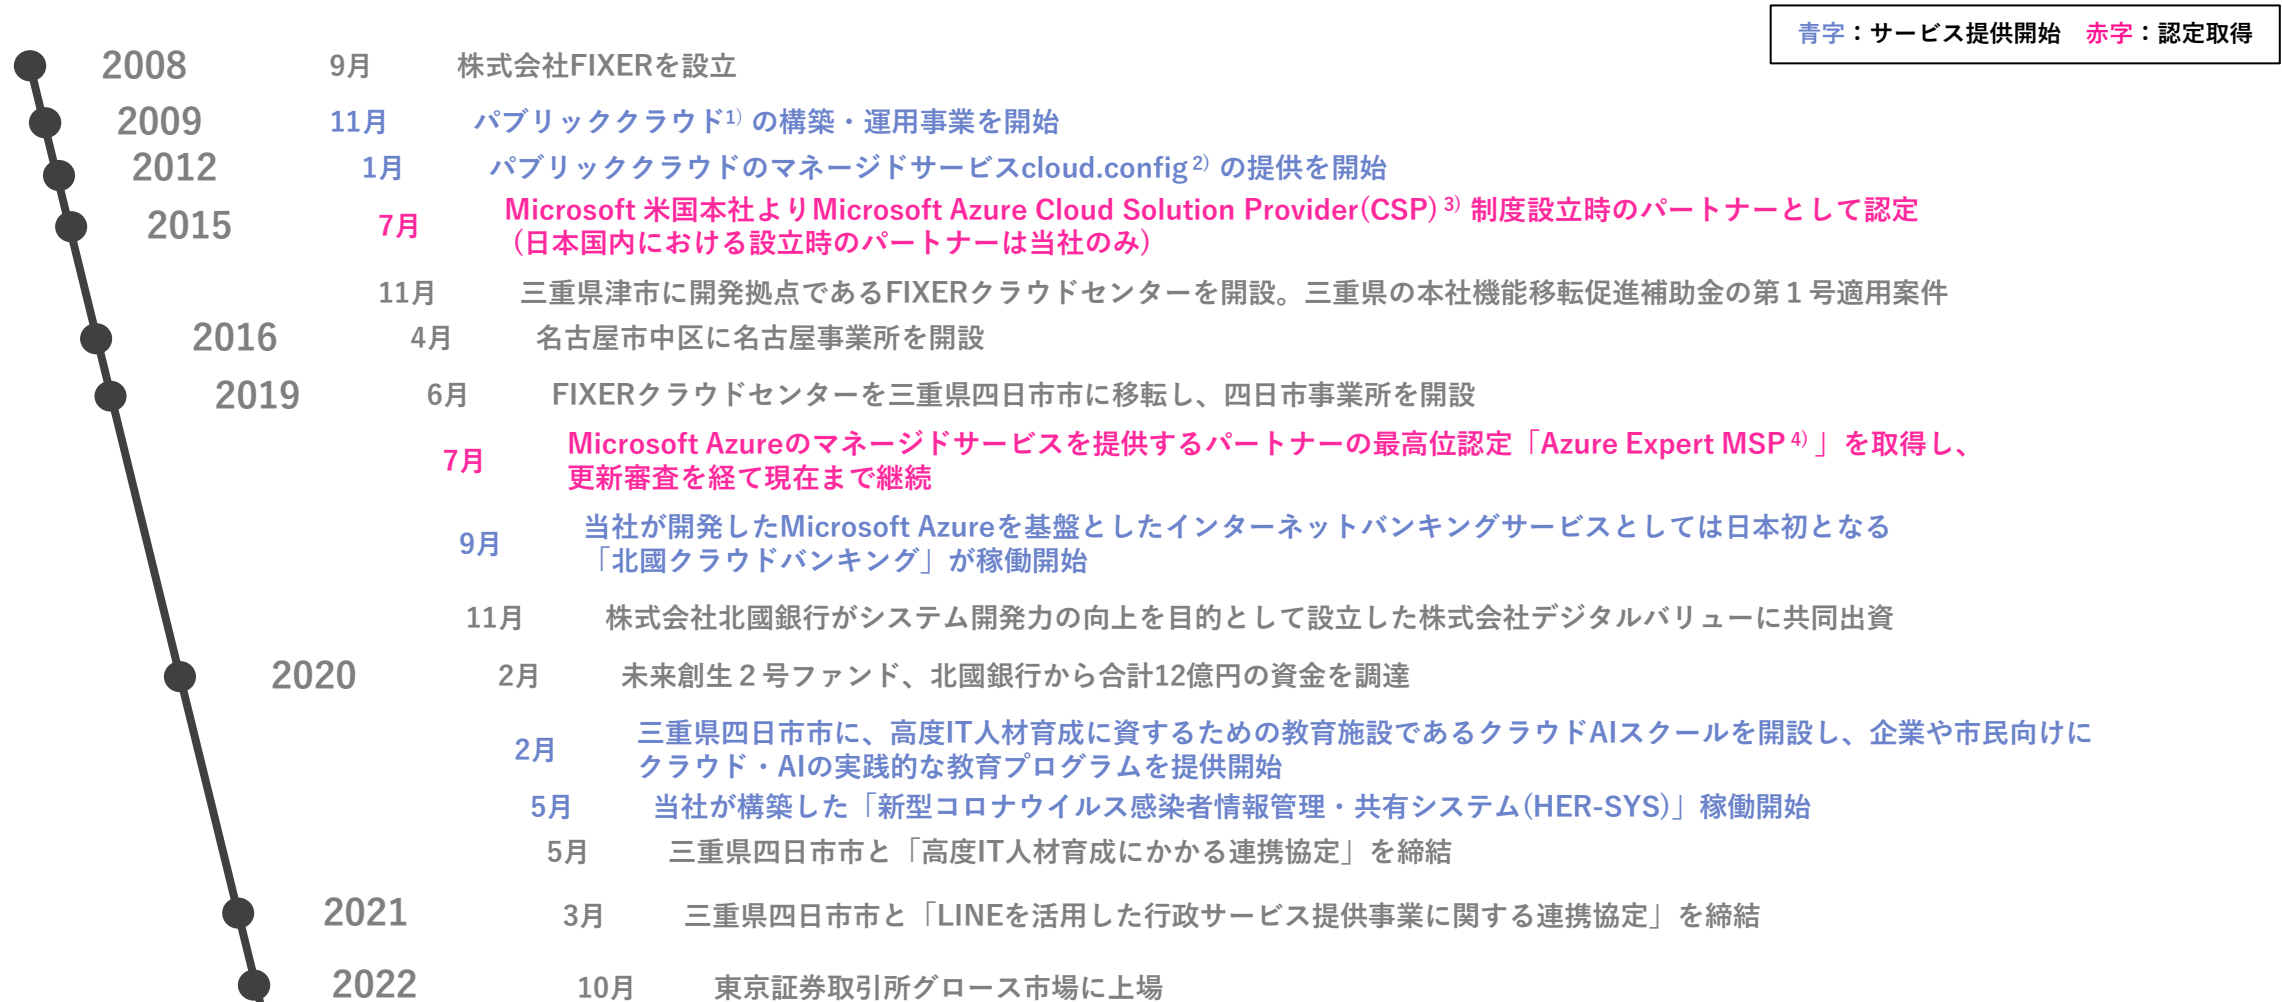 青字：サービス提供開始　赤字：認定取得
2008 9月 株式会社FIXERを設立
2009 11月 パブリッククラウド1) の構築・運用事業を開始
2012 1月 パブリッククラウドのマネージドサービスcloud.config 2) の提供を開始
2015 7月 Microsoft 米国本社よりMicrosoft Azure Cloud Solution Provider(CSP) 3) 制度設立時のパートナーとして認定
（日本国内における設立時のパートナーは当社のみ）
11月 三重県津市に開発拠点であるFIXERクラウドセンターを開設。三重県の本社機能移転促進補助金の第１号適用案件
2016 4月 名古屋市中区に名古屋事業所を開設
2019 6月 FIXERクラウドセンターを三重県四日市市に移転し、四日市事業所を開設
7月 Microsoft Azureのマネージドサービスを提供するパートナーの最高位認定「Azure Expert MSP 4) 」を取得し、
更新審査を経て現在まで継続
9月 当社が開発したMicrosoft Azureを基盤としたインターネットバンキングサービスとしては日本初となる
「北國クラウドバンキング」が稼働開始
11月 株式会社北國銀行がシステム開発力の向上を目的として設立した株式会社デジタルバリューに共同出資
2020 2月 未来創生２号ファンド、北國銀行から合計12億円の資金を調達
2月 三重県四日市市に、高度IT人材育成に資するための教育施設であるクラウドAIスクールを開設し、企業や市民向けに
クラウド・AIの実践的な教育プログラムを提供開始
5月 当社が構築した「新型コロナウイルス感染者情報管理・共有システム(HER-SYS)」稼働開始
5月 三重県四日市市と「高度IT人材育成にかかる連携協定」を締結
2021 3月 三重県四日市市と「LINEを活用した行政サービス提供事業に関する連携協定」を締結
2022 10月 東京証券取引所グロース市場に上場